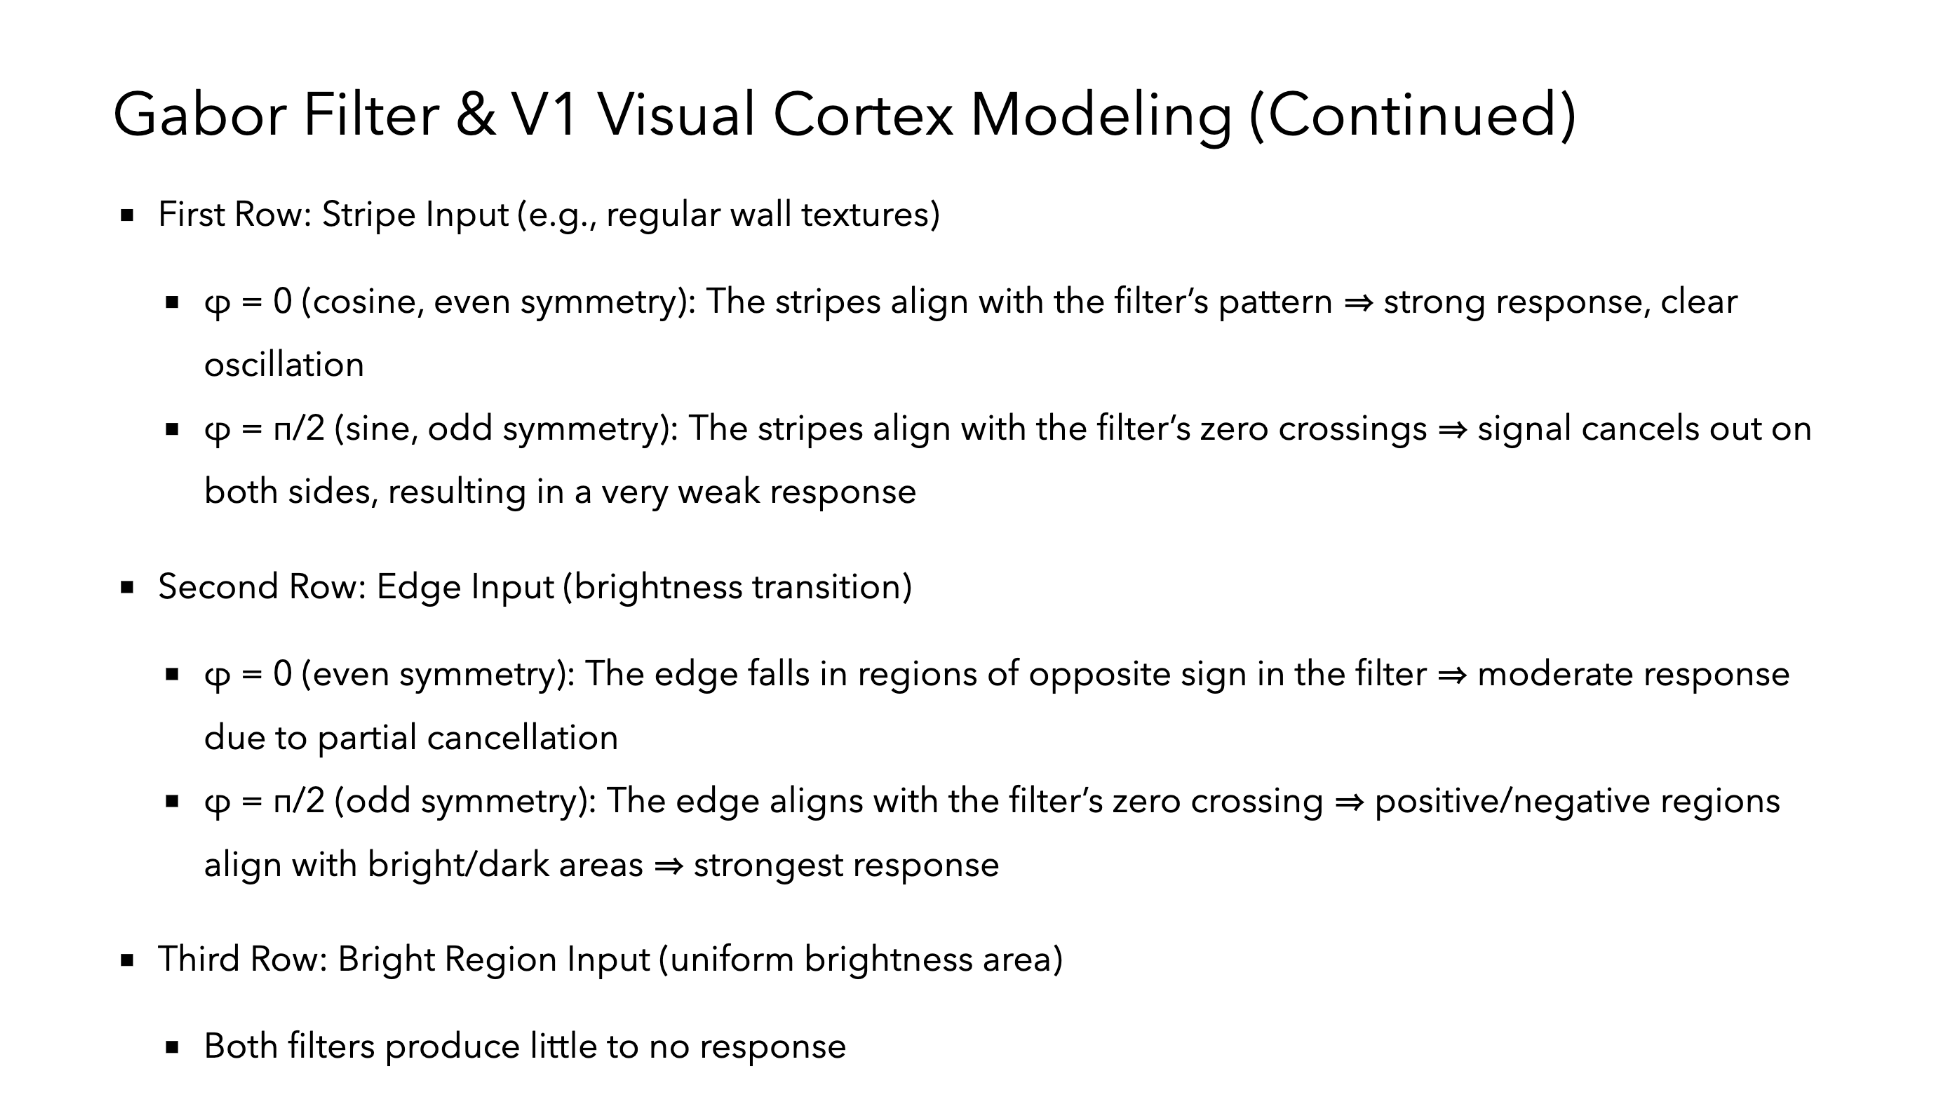 Gabor Filter & V1 Visual Cortex Modeling (Continued)
▪ First Row: Stripe Input (e.g., regular wall textures)
▪ φ = 0 (cosine, even symmetry): The stripes align with the filter’s pattern ⇒ strong response, clear
oscillation
▪ φ = π/2 (sine, odd symmetry): The stripes align with the filter’s zero crossings ⇒ signal cancels out on
both sides, resulting in a very weak response
▪ Second Row: Edge Input (brightness transition)
▪ φ = 0 (even symmetry): The edge falls in regions of opposite sign in the filter ⇒ moderate response
due to partial cancellation
▪ φ = π/2 (odd symmetry): The edge aligns with the filter’s zero crossing ⇒ positive/negative regions
align with bright/dark areas ⇒ strongest response
▪ Third Row: Bright Region Input (uniform brightness area)
▪ Both filters produce little to no response